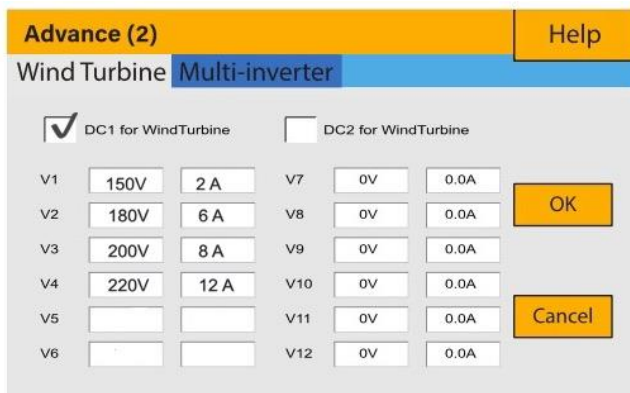 Advance (2) Help
Wind Turbine Multi-inverter
DC1 for WindTurbine DC2 for WindTurbine
V1 150V 2 A V7 0V 0.0A
V2 180V 6 A V8 0V 0.0A
OK
V3 200V 8 A V9 0V 0.0A
V4 220V 12 A V10 0V 0.0A
V5 V11 0V 0.0A
Cancel
V6 V12 0V 0.0A